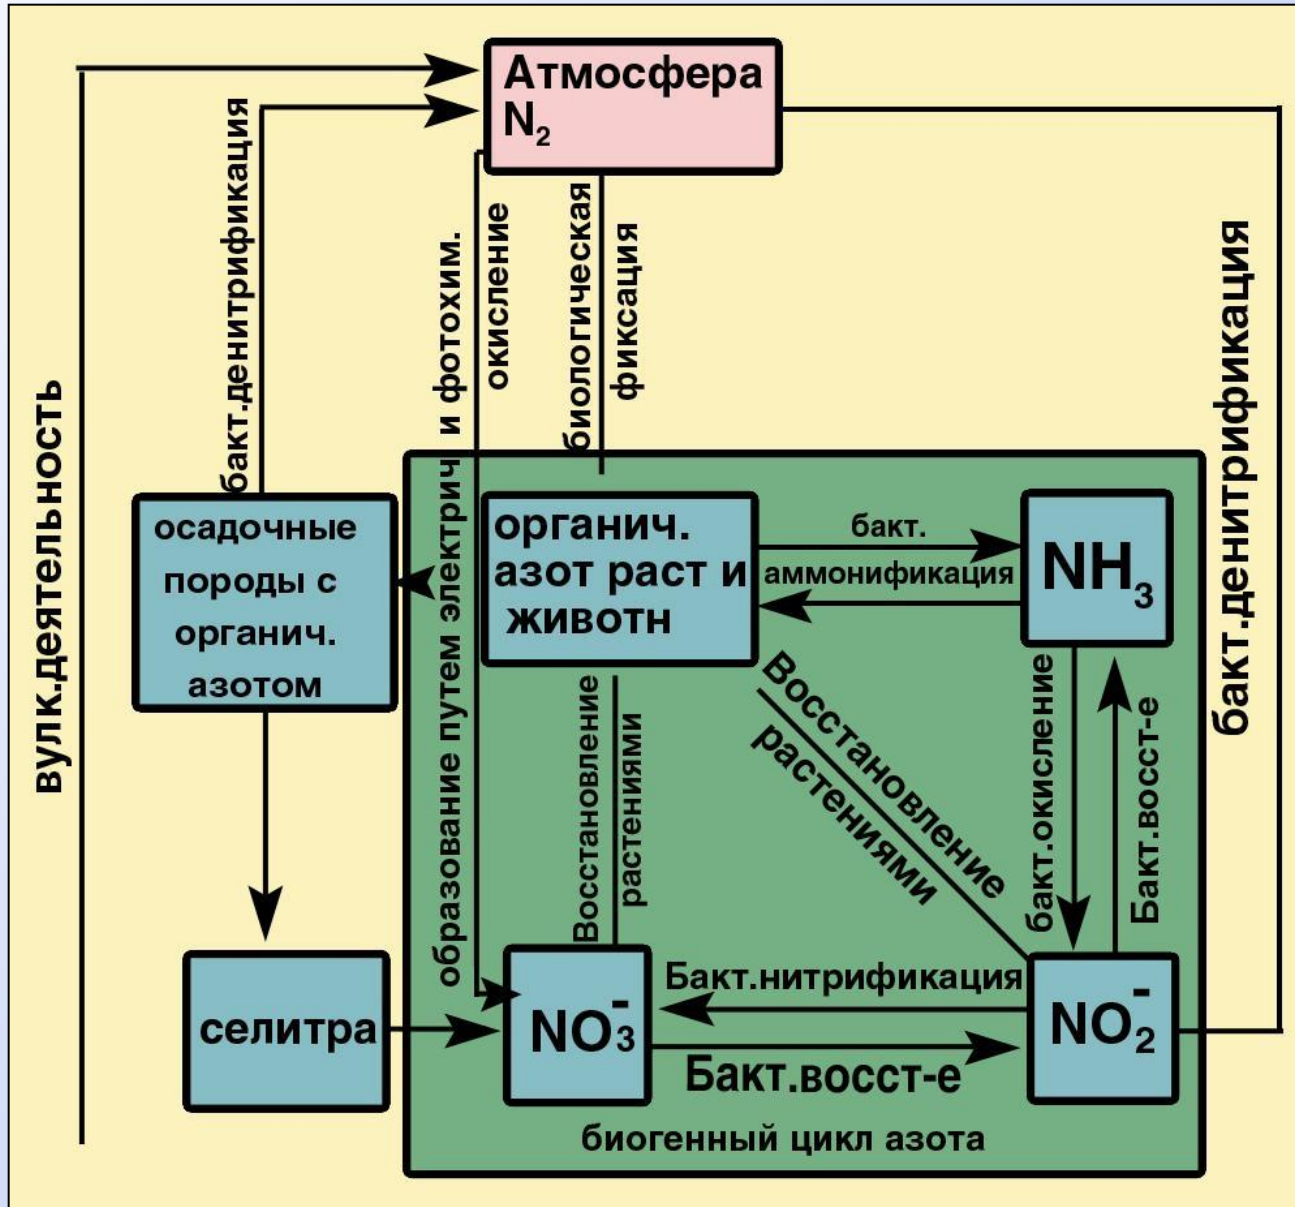 Атмосфера
N₂
вулк.деятельность
бакт.денитрификация
образование путем электрич и фотохим.
окисление
биологическая
фиксация
бакт.денитрификация
осадочные
породы с
органич.
азотом
органич.
азот раст и
животн
бакт.
аммонификация
NH₃
Восстановление
растениями
Восстановление
растениями
бакт.окисление
Бакт.восст-е
селитра
NO₃⁻
Бакт.нитрификация
Бакт.восст-е
NO₂⁻
биогенный цикл азота